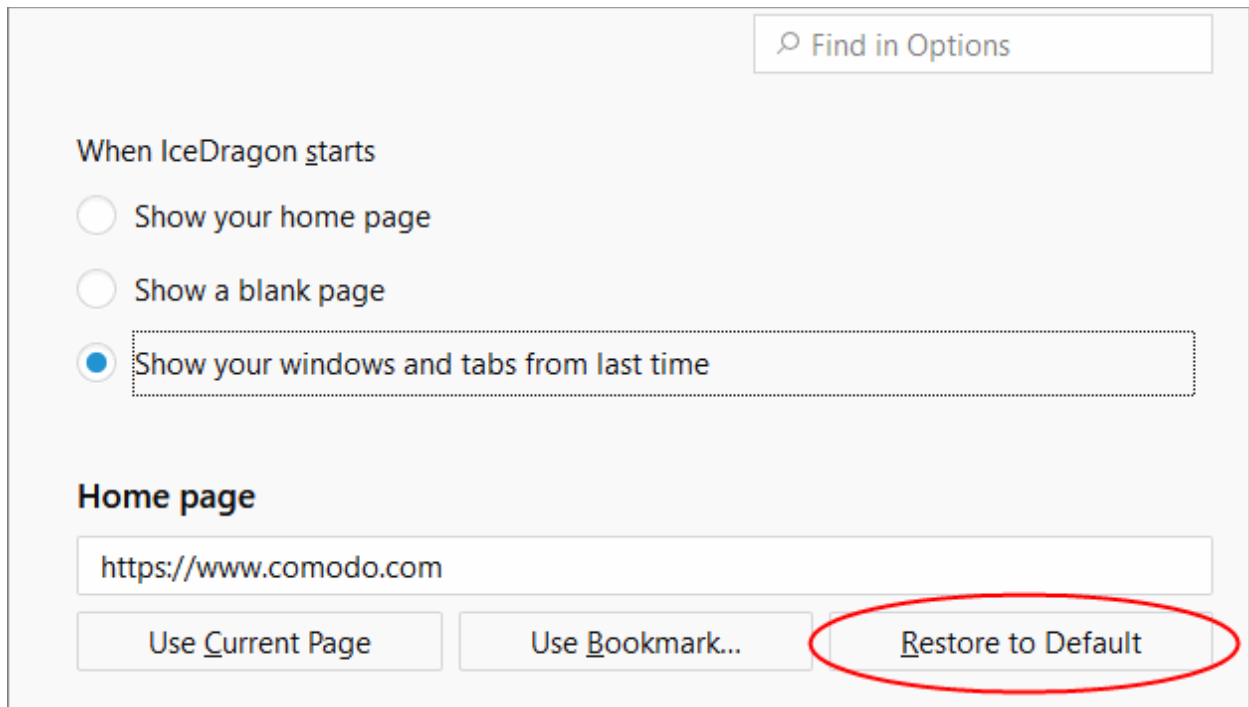 Find in Options
When IceDragon starts
Show your home page
Show a blank page
Show your windows and tabs from last time
Home page
https://www.comodo.com
Use Current Page
Use Bookmark...
Restore to Default